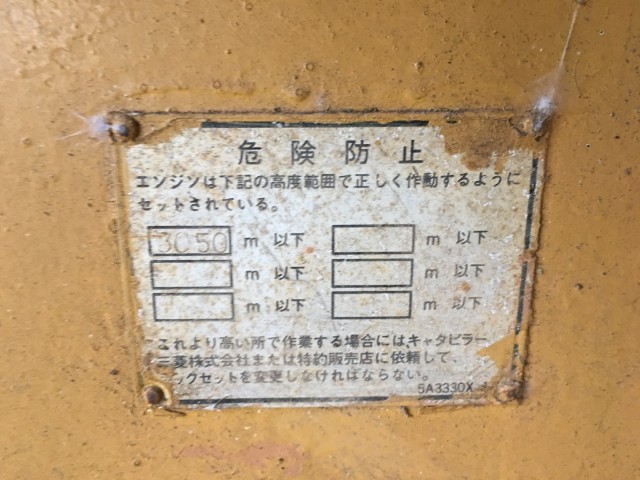 危険防止
エンジンは下記の高度範囲で正しく作動するように
セットされている。
3050 m 以下 m 以下
m 以下 m 以下
m 以下 m 以下
これより高い所で作業する場合にはキャタピラー
三菱株式会社または特約販売店に依頼して、
ックセットを変更しなければならない。
5A3330X